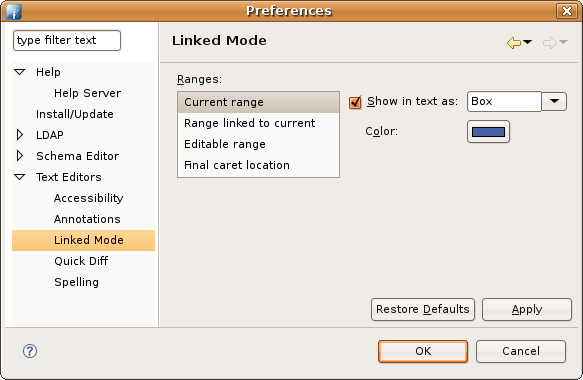 Preferences
type filter text
Help
Help Server
Install/Update
LDAP
Schema Editor
Text Editors
Accessibility
Annotations
Linked Mode
Quick Diff
Spelling
Linked Mode
Ranges:
Current range
Range linked to current
Editable range
Final caret location
Show in text as: Box
Color:
Restore Defaults Apply
? OK Cancel